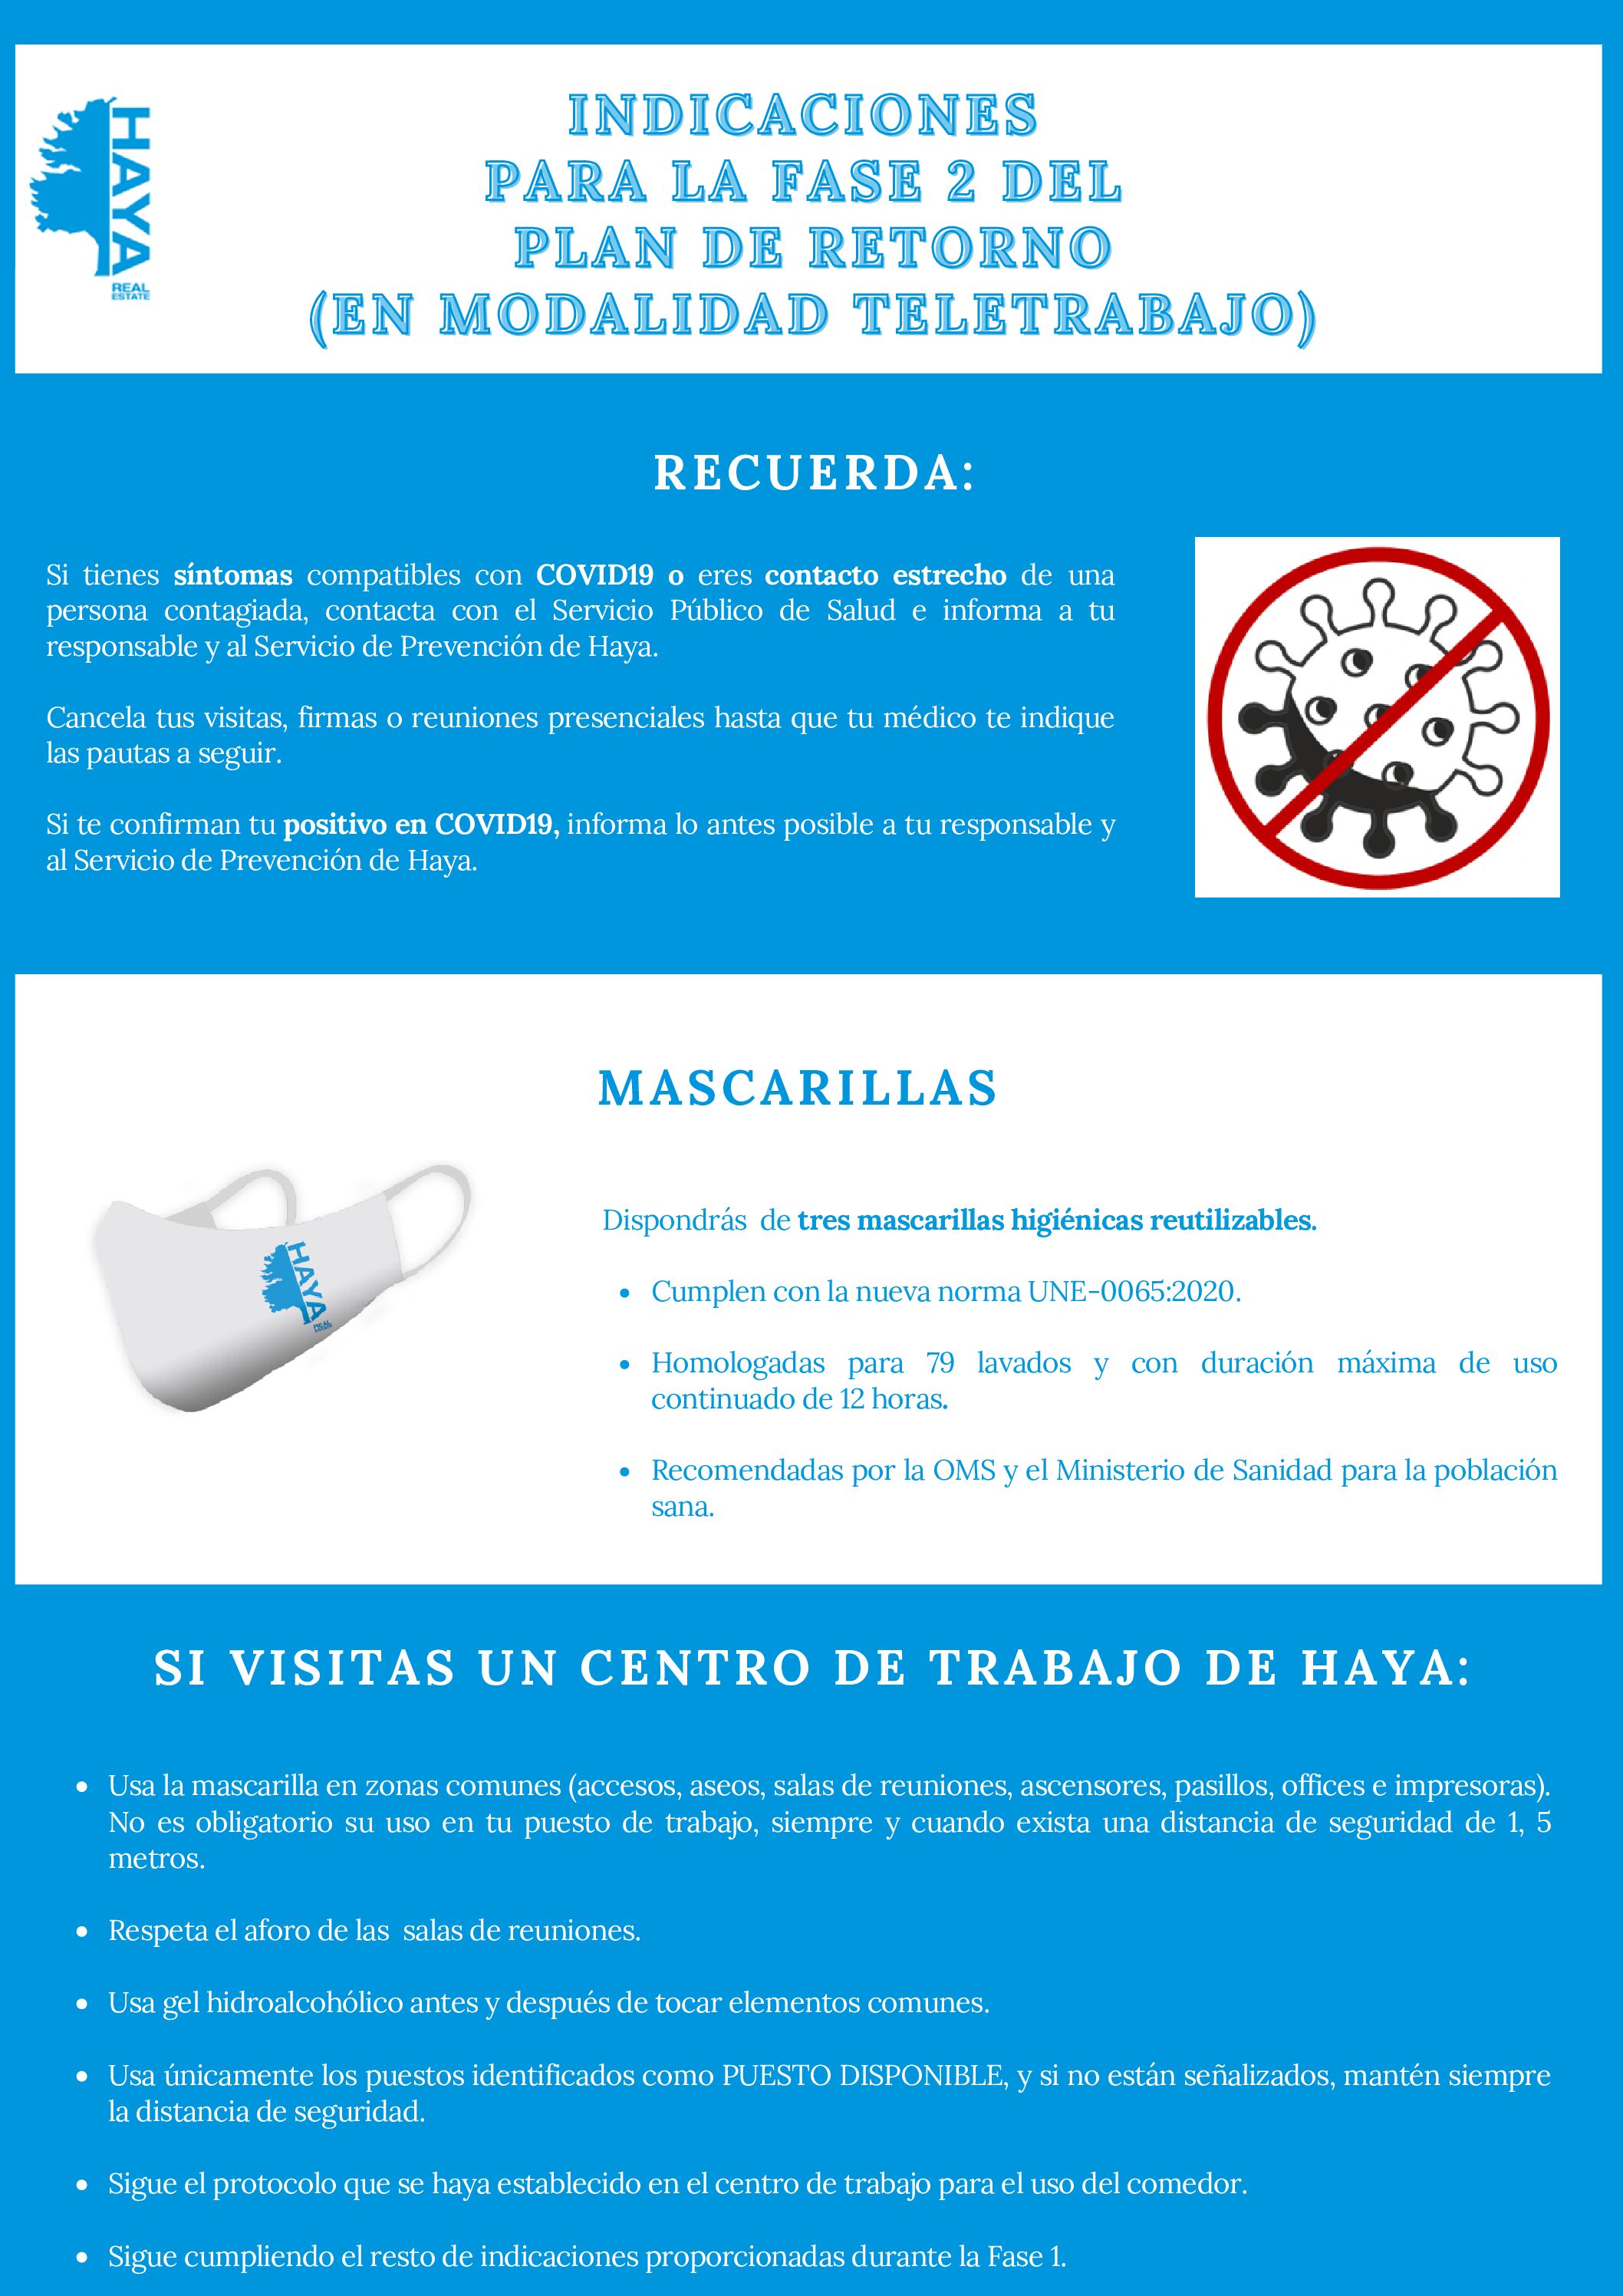 HAYA
REAL
ESTATE
INDICACIONES
PARA LA FASE 2 DEL
PLAN DE RETORNO
(EN MODALIDAD TELETRABAJO)
RECUERDA:
Si tienes síntomas compatibles con COVID19 o eres contacto estrecho de una
persona contagiada, contacta con el Servicio Público de Salud e informa a tu
responsable y al Servicio de Prevención de Haya.
Cancela tus visitas, firmas o reuniones presenciales hasta que tu médico te indique
las pautas a seguir.
Si te confirman tu positivo en COVID19, informa lo antes posible a tu responsable y
al Servicio de Prevención de Haya.
MASCARILLAS
HAYA
REAL
ESTATE
Dispondrás de tres mascarillas higiénicas reutilizables.
• Cumplen con la nueva norma UNE-0065:2020.
• Homologadas para 79 lavados y con duración máxima de uso
continuado de 12 horas.
• Recomendadas por la OMS y el Ministerio de Sanidad para la población
sana.
SI VISITAS UN CENTRO DE TRABAJO DE HAYA:
• Usa la mascarilla en zonas comunes (accesos, aseos, salas de reuniones, ascensores, pasillos, offices e impresoras).
No es obligatorio su uso en tu puesto de trabajo, siempre y cuando exista una distancia de seguridad de 1, 5
metros.
• Respeta el aforo de las salas de reuniones.
• Usa gel hidroalcohólico antes y después de tocar elementos comunes.
• Usa únicamente los puestos identificados como PUESTO DISPONIBLE, y si no están señalizados, mantén siempre
la distancia de seguridad.
• Sigue el protocolo que se haya establecido en el centro de trabajo para el uso del comedor.
• Sigue cumpliendo el resto de indicaciones proporcionadas durante la Fase 1.